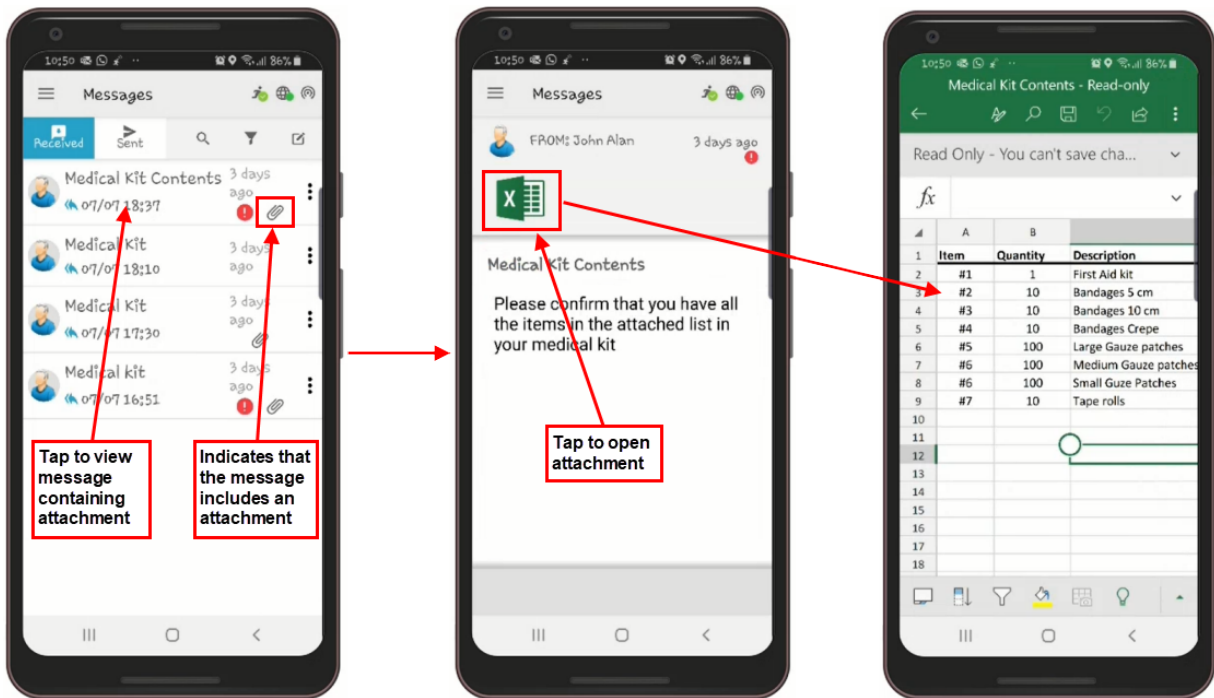 10:50
86%
Messages
Received
Sent
Medical Kit Contents
3 days
ago
07/07 18:37
Medical Kit
3 days
ago
07/07 18:10
Medical Kit
3 days
ago
07/07 17:30
Medical kit
3 days
ago
07/07 16:51
Tap to view
message
containing
attachment
Indicates that
the message
includes an
attachment
10:50
86%
Messages
FROM: John Alan
3 days ago
X
Medical Kit Contents
Please confirm that you have all
the items in the attached list in
your medical kit
Tap to open
attachment
10:50
86%
Medical Kit Contents - Read-only
Read Only - You can't save cha...
fx
A B
1 Item Quantity Description
2 #1 1 First Aid kit
3 #2 10 Bandages 5 cm
4 #3 10 Bandages 10 cm
5 #4 10 Bandages Crepe
6 #5 100 Large Gauze patches
7 #6 100 Medium Gauze patches
8 #6 100 Small Guze Patches
9 #7 10 Tape rolls
10
11
12
13
14
15
16
17
18